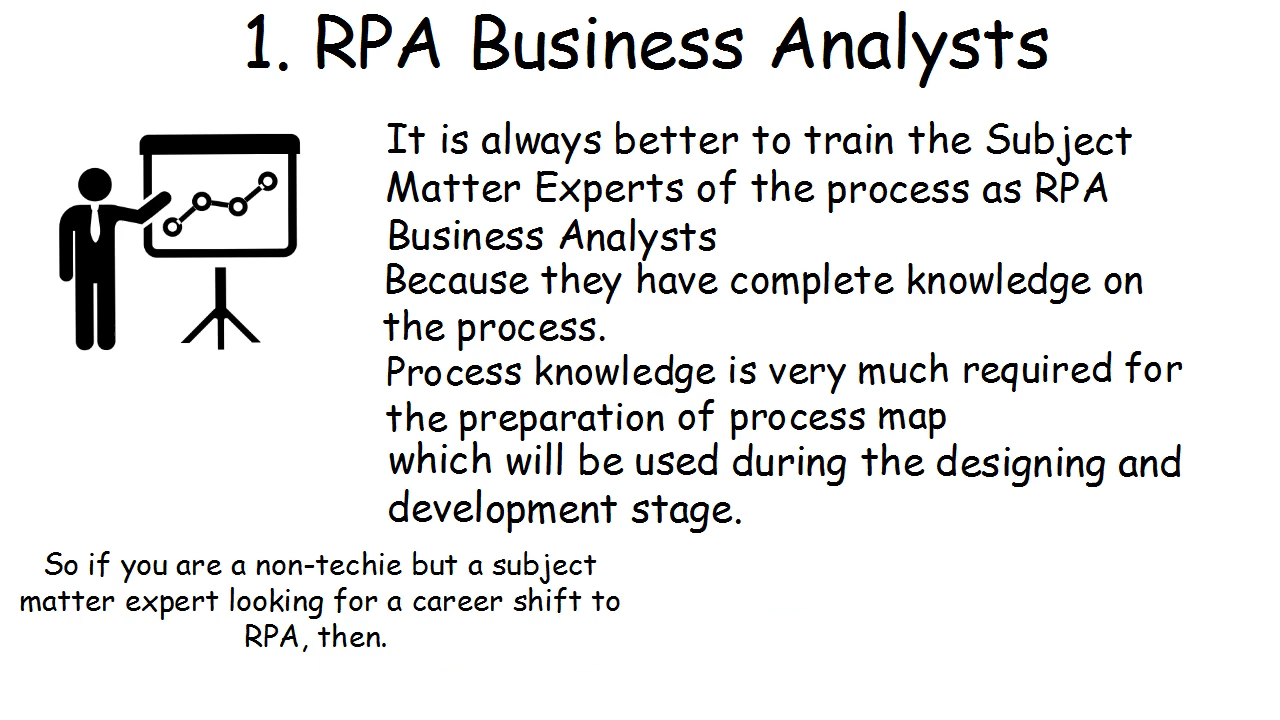 1. RPA Business Analysts
It is always better to train the Subject
Matter Experts of the process as RPA
Business Analysts
Because they have complete knowledge on
the process.
Process knowledge is very much required for
the preparation of process map
which will be used during the designing and
development stage.
So if you are a non-techie but a subject
matter expert looking for a career shift to
RPA, then.